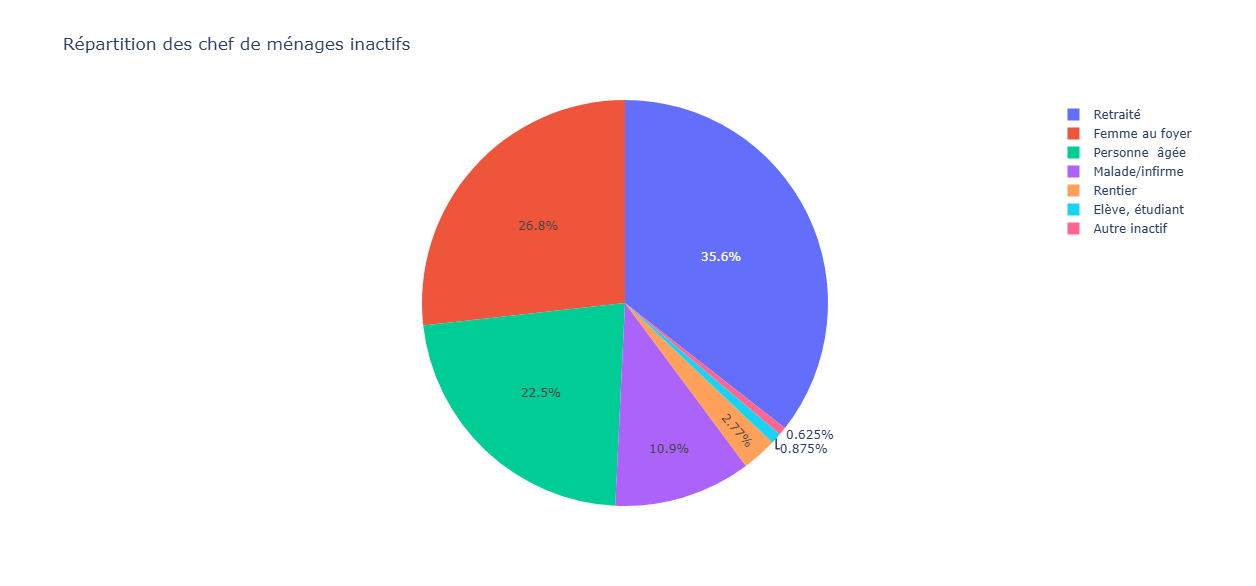 Répartition des chef de ménages inactifs
Retraité
Femme au foyer
Personne  âgée
Malade/infirme
Rentier
Elève, étudiant
Autre inactif
26.8%
35.6%
22.5%
2.77%
0.625%
10.9%
0.875%